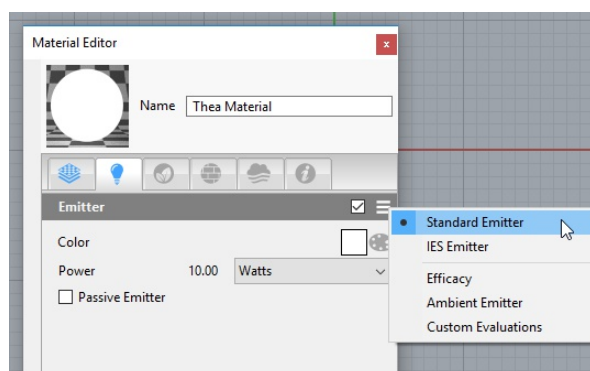 Material Editor
x
Name Thea Material
Emitter
Color
Power 10.00 Watts
Passive Emitter
Standard Emitter
IES Emitter
Efficacy
Ambient Emitter
Custom Evaluations